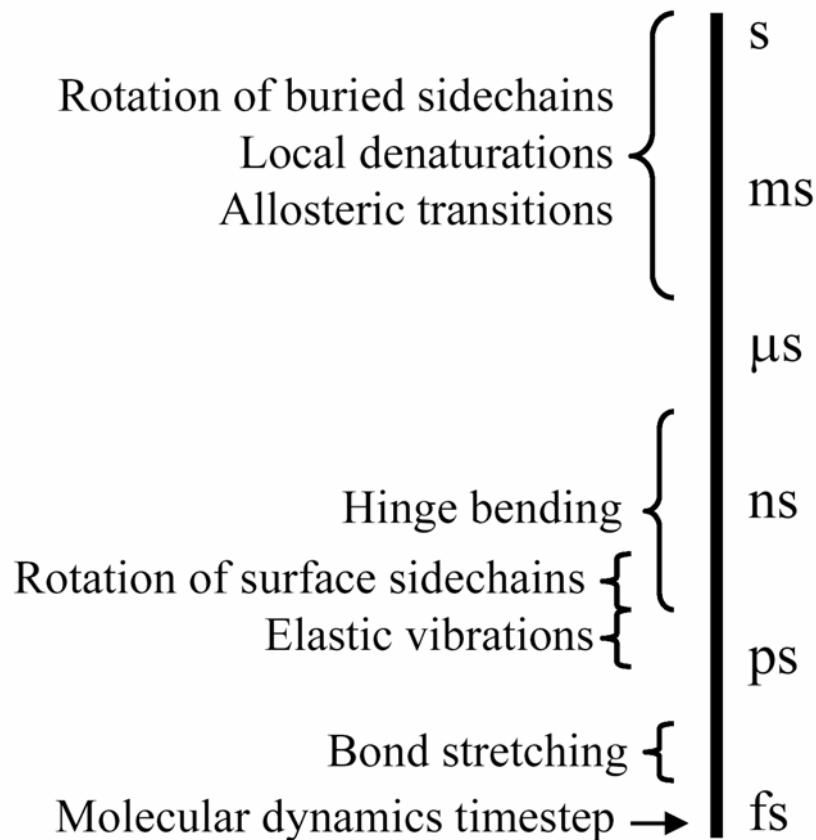 s
Rotation of buried sidechains
Local denaturations
ms
Allosteric transitions
μs
ns
Hinge bending
Rotation of surface sidechains
Elastic vibrations
ps
Bond stretching
fs
Molecular dynamics timestep